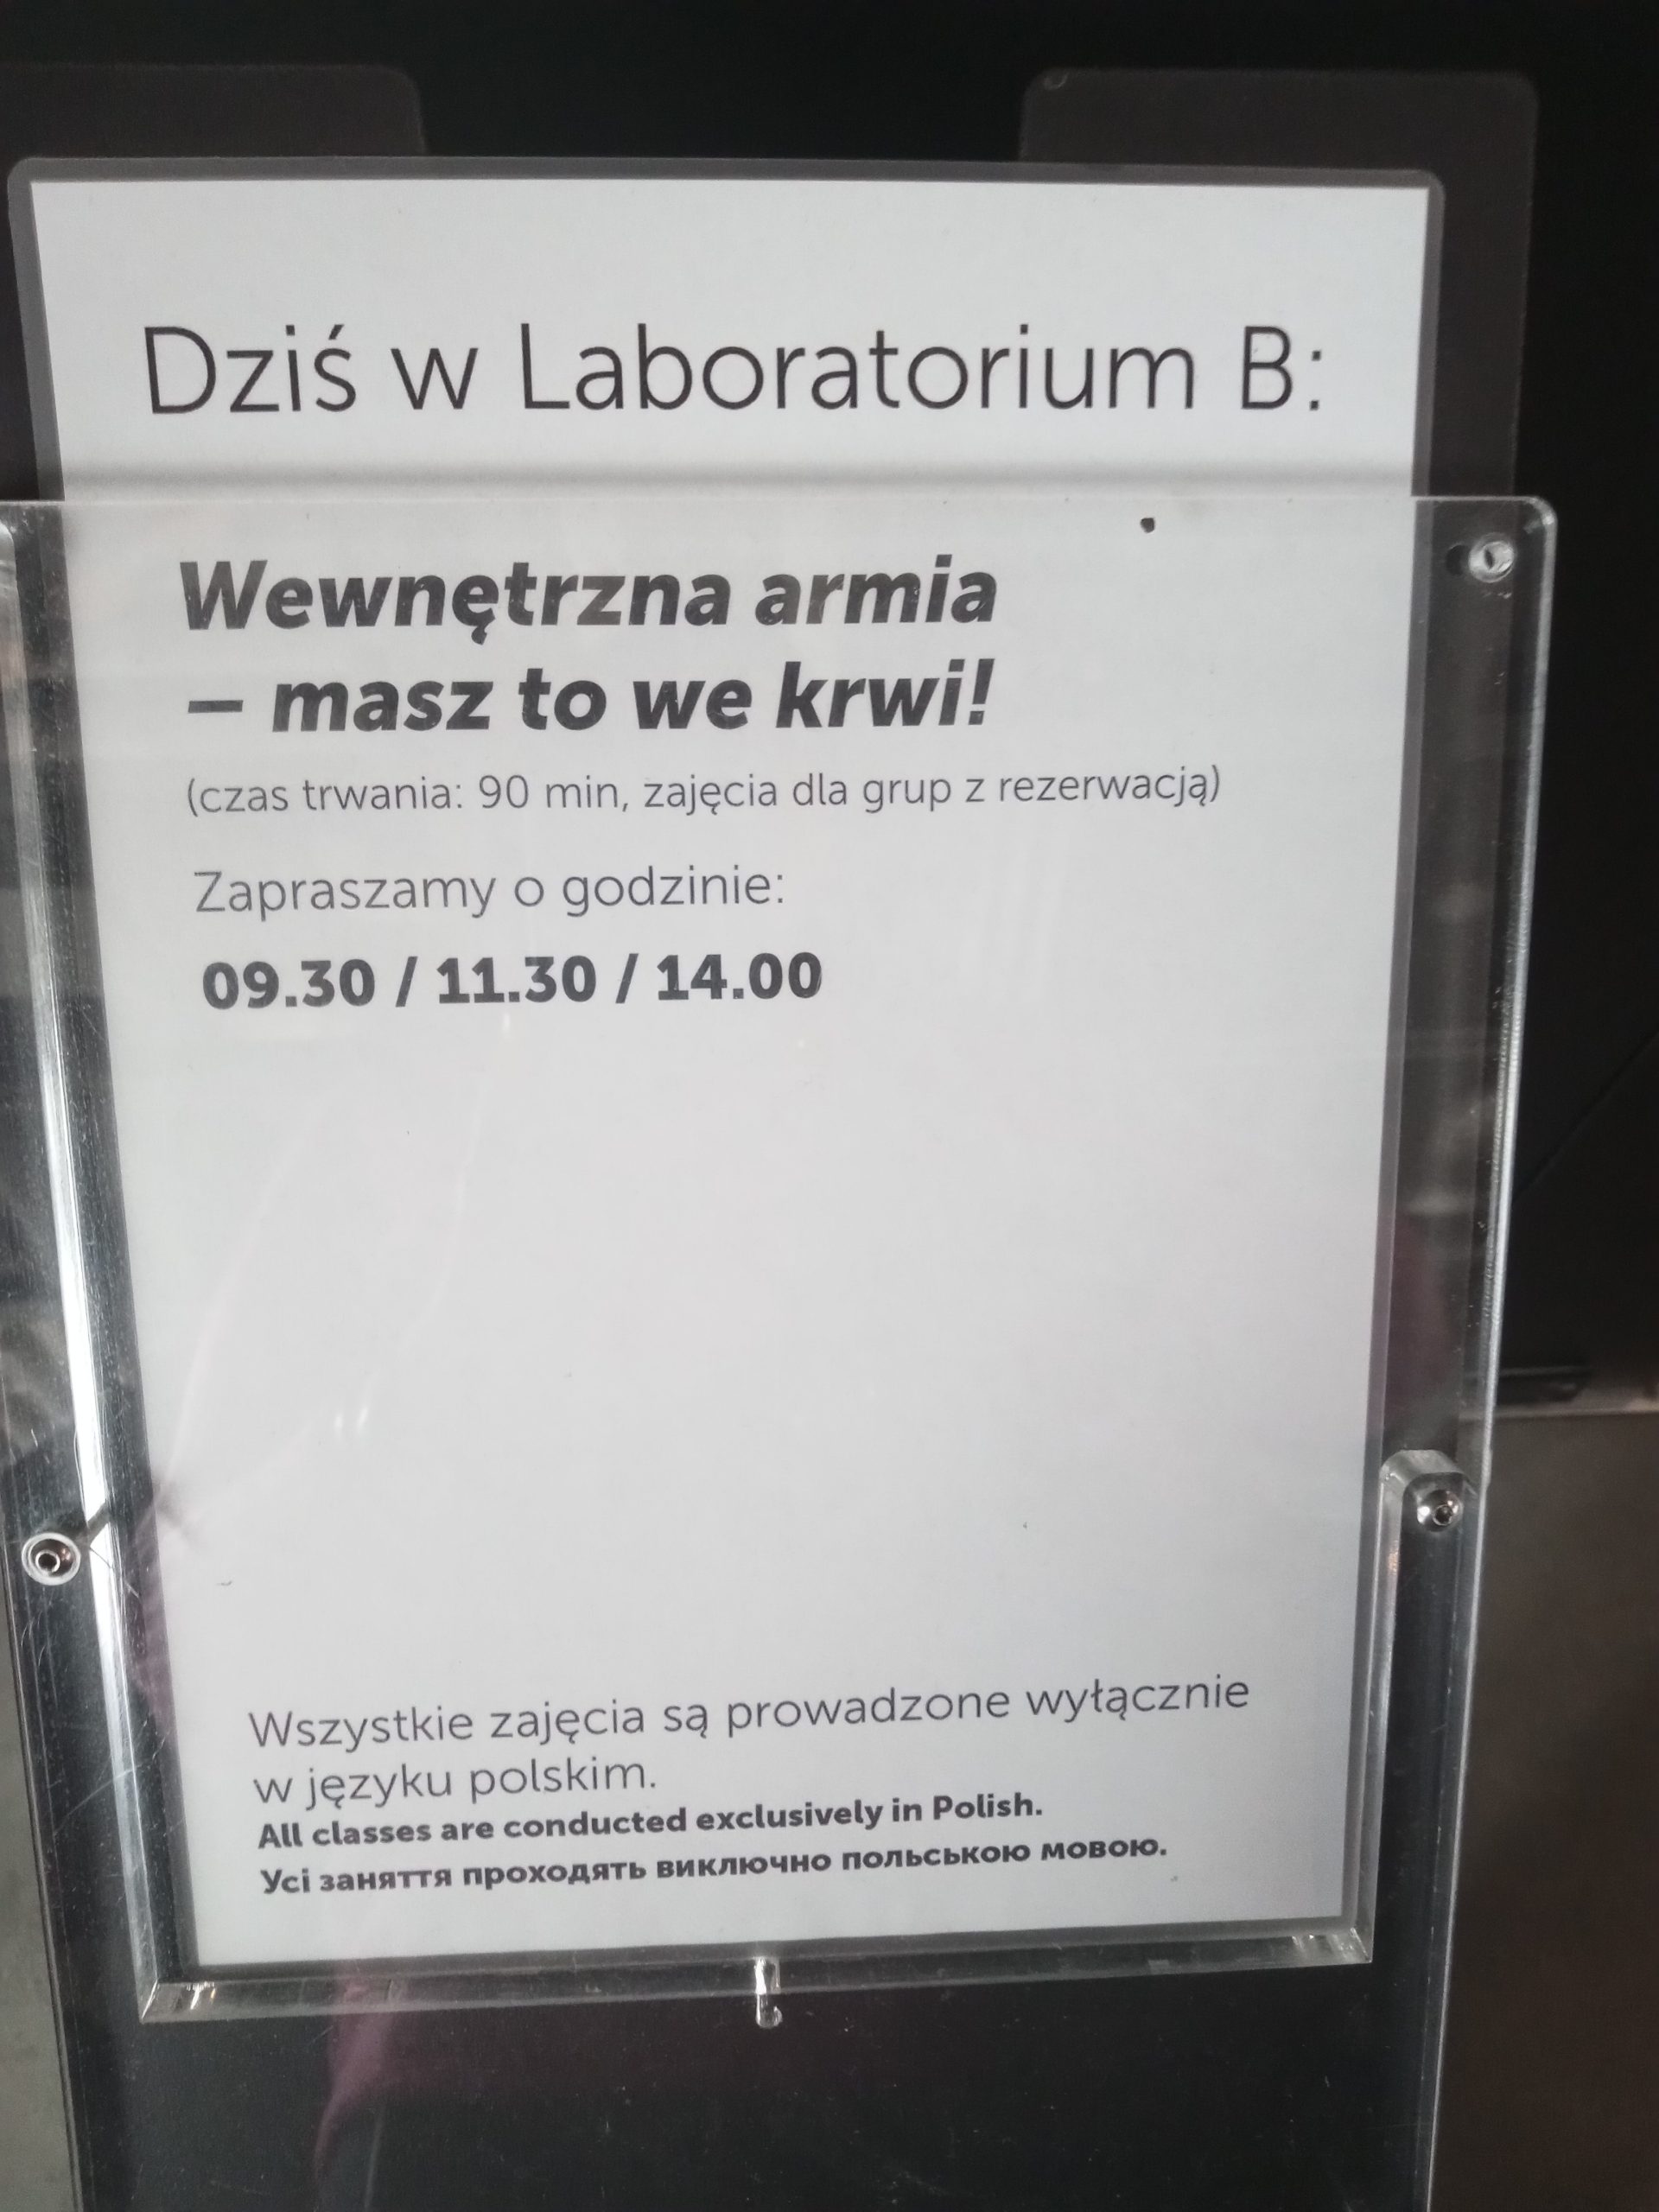 Dziś w Laboratorium B:
Wewnętrzna armia
– masz to we krwi!
(czas trwania: 90 min, zajęcia dla grup z rezerwacją)
Zapraszamy o godzinie:
09.30 / 11.30 / 14.00
Wszystkie zajęcia są prowadzone wyłącznie
w języku polskim.
All classes are conducted exclusively in Polish.
Усі заняття проходять виключно польською мовою.